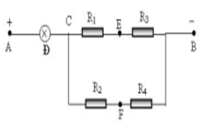 C R₁ E R₃
+ −
A Đ B
R₂ R₄
F